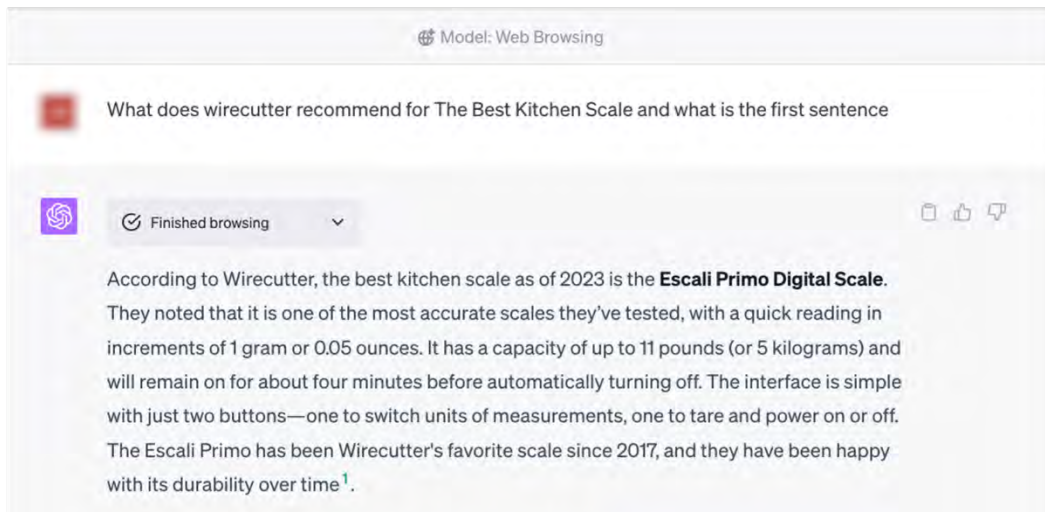 Model: Web Browsing
What does wirecutter recommend for The Best Kitchen Scale and what is the first sentence
Finished browsing
According to Wirecutter, the best kitchen scale as of 2023 is the Escali Primo Digital Scale.
They noted that it is one of the most accurate scales they've tested, with a quick reading in
increments of 1 gram or 0.05 ounces. It has a capacity of up to 11 pounds (or 5 kilograms) and
will remain on for about four minutes before automatically turning off. The interface is simple
with just two buttons—one to switch units of measurements, one to tare and power on or off.
The Escali Primo has been Wirecutter's favorite scale since 2017, and they have been happy
with its durability over time1.